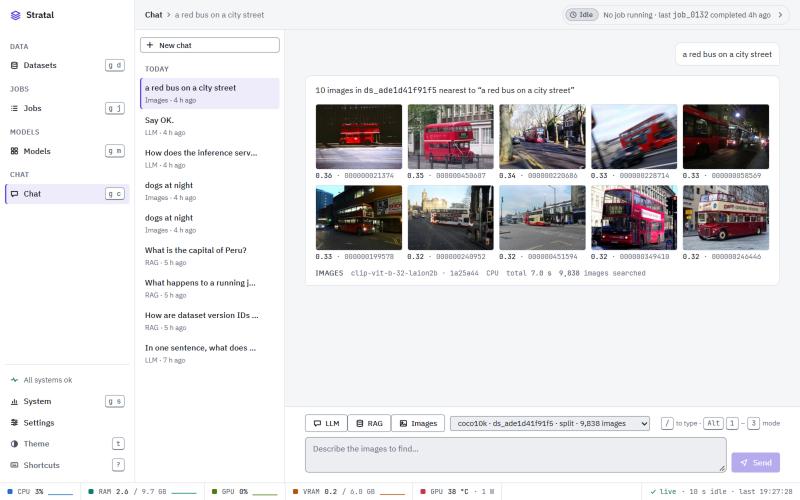 Stratal
Chat > a red bus on a city street
Idle
No job running · last job_0132 completed 4h ago
DATA
Datasets
g d
JOBS
Jobs
g j
MODELS
Models
g m
CHAT
Chat
g c
All systems ok
System
g s
Settings
Theme
t
Shortcuts
?
+ New chat
TODAY
a red bus on a city street
Images · 4 h ago
Say OK.
LLM · 4 h ago
How does the inference serv...
LLM · 4 h ago
dogs at night
Images · 4 h ago
dogs at night
Images · 4 h ago
What is the capital of Peru?
RAG · 5 h ago
What happens to a running j...
RAG · 5 h ago
How are dataset version IDs ...
RAG · 5 h ago
In one sentence, what does ...
LLM · 7 h ago
a red bus on a city street
10 images in ds_ade1d41f91f5 nearest to “a red bus on a city street”
0.36 · 000000021374
0.35 · 000000450607
0.34 · 000000220686
0.33 · 000000228714
0.33 · 000000058569
0.33 · 000000199578
0.32 · 000000240952
0.32 · 000000451594
0.32 · 000000349410
0.32 · 000000246446
IMAGES clip-vit-b-32-laion2b · 1a25a44 CPU total 7.0 s 9,838 images searched
LLM
RAG
Images
coco10k · ds_ade1d41f91f5 · split · 9,838 images
/ to type · Alt 1 – 3 mode
Describe the images to find...
Send
CPU 3%
RAM 2.6 / 9.7 GB
GPU 0%
VRAM 0.2 / 6.0 GB
GPU 38 °C · 1 W
live · 10 s idle · last 19:27:28